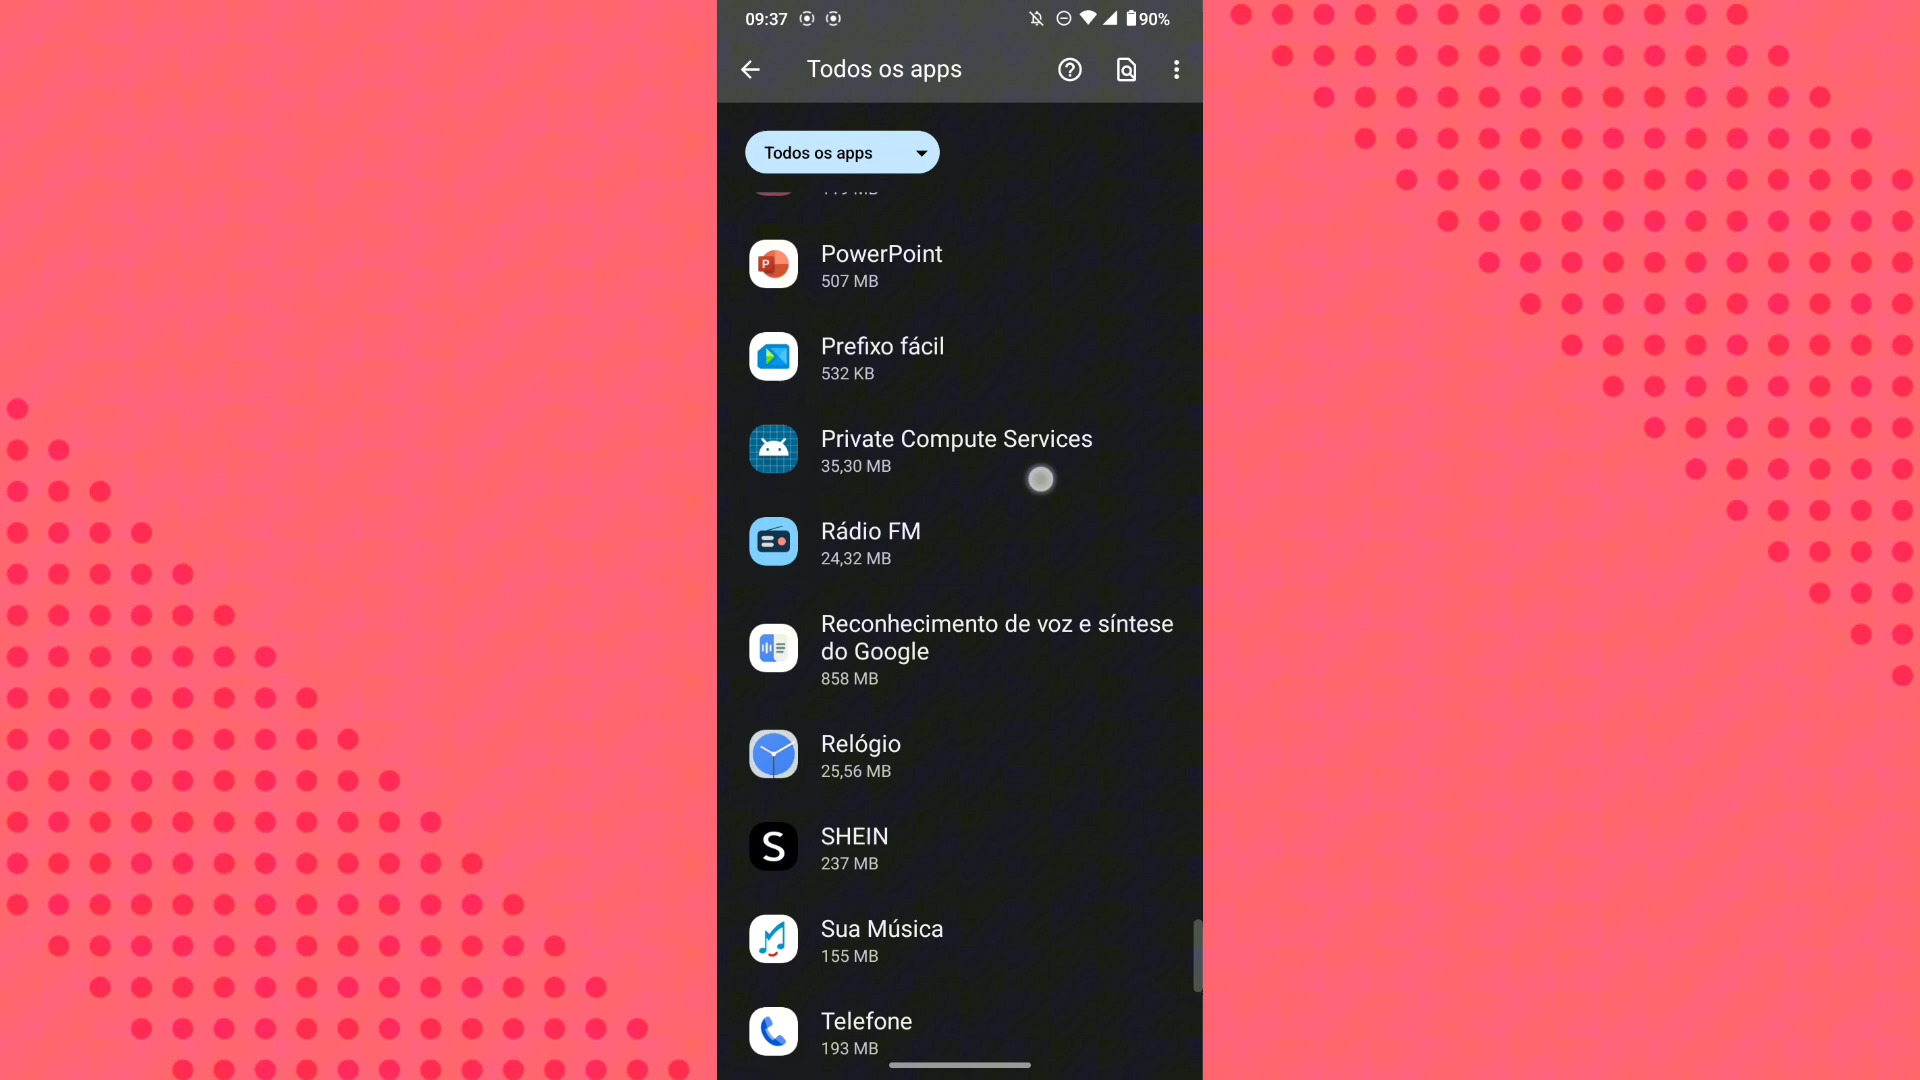 09:37
90%
Todos os apps
Todos os apps
PowerPoint
507 MB
Prefixo fácil
532 KB
Private Compute Services
35,30 MB
Rádio FM
24,32 MB
Reconhecimento de voz e síntese
do Google
858 MB
Relógio
25,56 MB
S
SHEIN
237 MB
Sua Música
155 MB
Telefone
193 MB